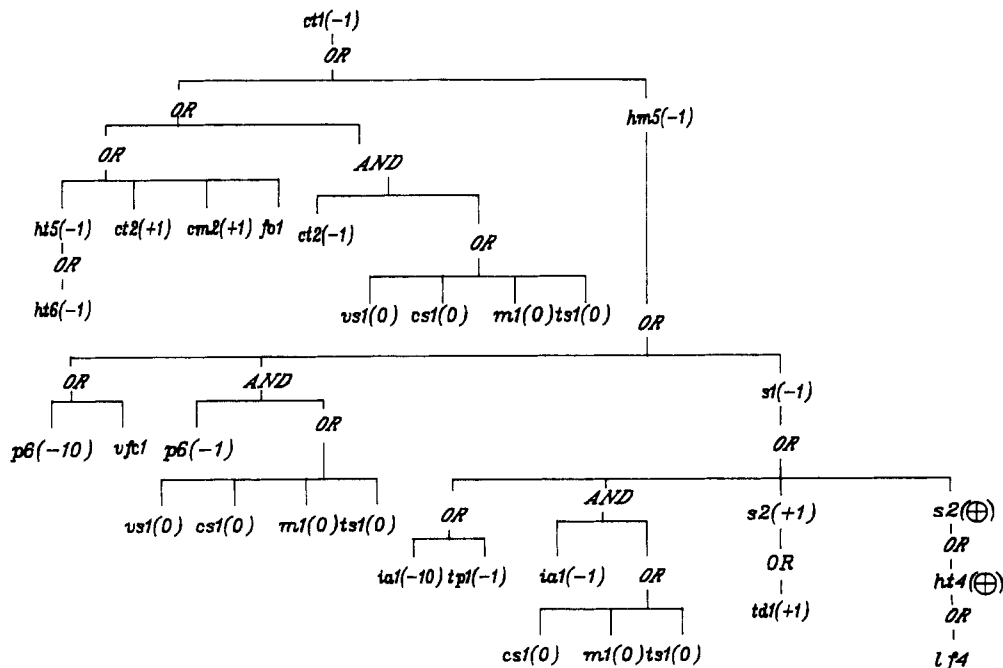 ct1(-1)
OR
OR hm5(-1)
OR AND
ht5(-1) ct2(+1) cm2(+1) fb1 ct2(-1) OR
OR
ht6(-1) vs1(0) cs1(0) m1(0) ts1(0) OR
OR AND s1(-1)
p6(-10) vfc1 p6(-1) OR OR
vs1(0) cs1(0) m1(0) ts1(0) OR AND s2(+1) s2(⊕)
ia1(-10) tp1(-1) ia1(-1) OR OR OR
ht4(⊕)
td1(+1) OR
cs1(0) m1(0) ts1(0) lf4